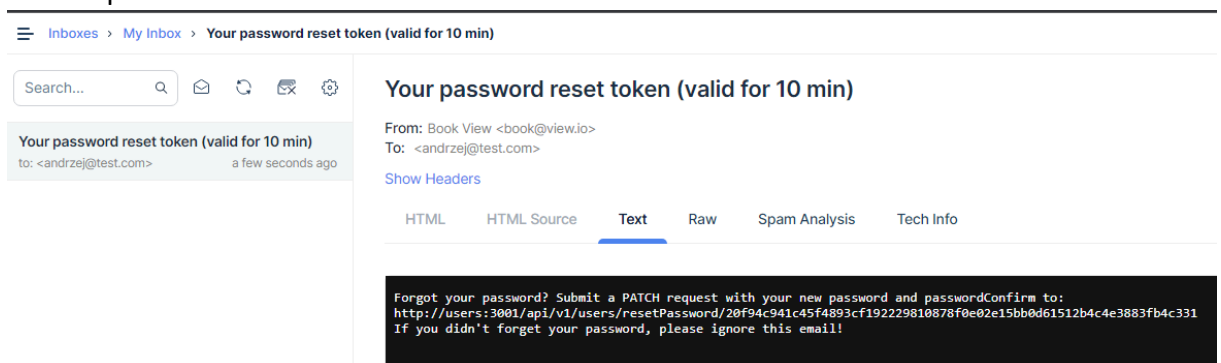 Inboxes › My Inbox › Your password reset token (valid for 10 min)
Search...
Your password reset token (valid for 10 min)
to: <andrzej@test.com> a few seconds ago
Your password reset token (valid for 10 min)
From: Book View <book@view.io>
To: <andrzej@test.com>
Show Headers
HTML HTML Source Text Raw Spam Analysis Tech Info
Forgot your password? Submit a PATCH request with your new password and passwordConfirm to:
http://users:3001/api/v1/users/resetPassword/20f94c941c45f4893cf192229810878f0e02e15bb0d61512b4c4e3883fb4c331
If you didn't forget your password, please ignore this email!